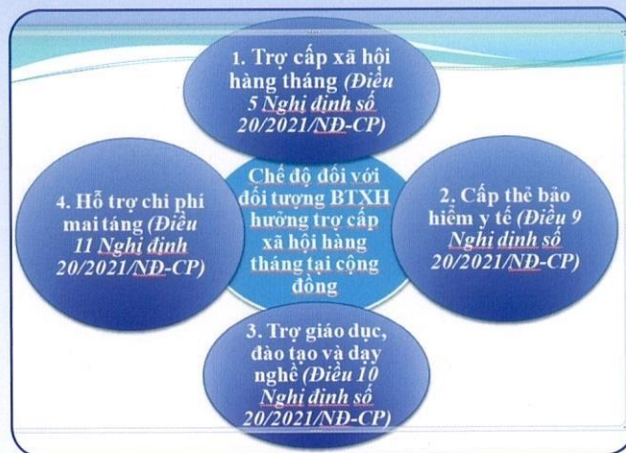 1. Trợ cấp xã hội
hàng tháng (Điều
5 Nghị định số
20/2021/NĐ-CP)
Chế độ đối với
đối tượng BTXH
hưởng trợ cấp
xã hội hàng
tháng tại cộng
đồng
2. Cấp thẻ bảo
hiểm y tế (Điều 9
Nghị định số
20/2021/NĐ-CP)
3. Trợ giáo dục,
đào tạo và dạy
nghề (Điều 10
Nghị định số
20/2021/NĐ-CP)
4. Hỗ trợ chi phí
mai táng (Điều
11 Nghị định
20/2021/NĐ-CP)